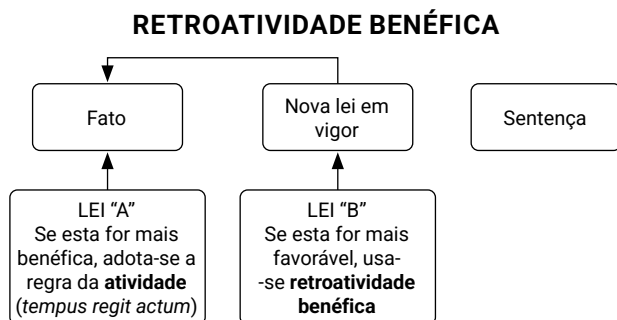 RETROATIVIDADE BENÉFICA
Fato
Nova lei em
vigor
Sentença
LEI “A”
Se esta for mais
benéfica, adota-se a
regra da atividade
(tempus regit actum)
LEI “B”
Se esta for mais
favorável, usa-
-se retroatividade
benéfica